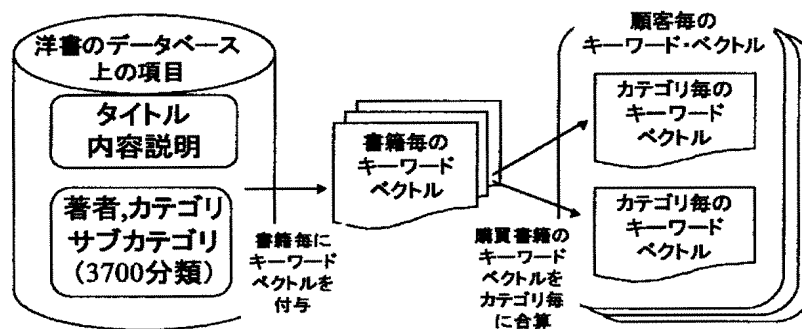 洋書のデータベース
上の項目
タイトル
内容説明
著者,カテゴリ
サブカテゴリ
(3700分類)
書籍毎に
キーワード
ベクトルを
付与
書籍毎の
キーワード
ベクトル
購買書籍の
キーワード
ベクトルを
カテゴリ毎
に合算
顧客毎の
キーワード・ベクトル
カテゴリ毎の
キーワード
ベクトル
カテゴリ毎の
キーワード
ベクトル